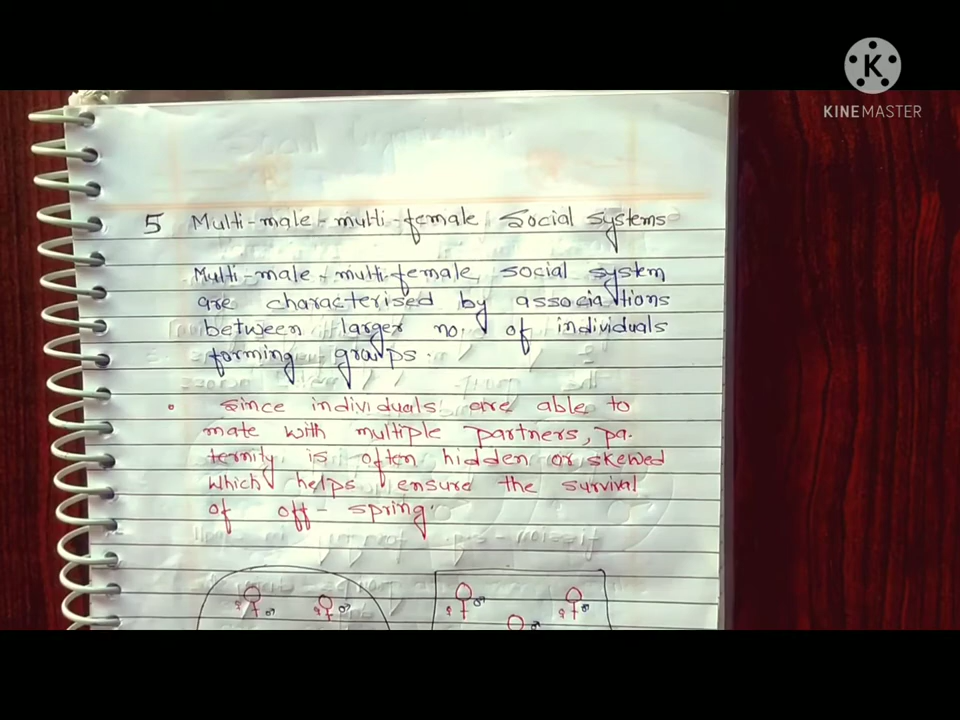 KINEMASTER
5 Multi-male-multi-female Social systems
Multi-male-multi-female social system
are characterised by associations
between larger no. of individuals
forming groups.
• Since individuals are able to
mate with multiple partners, pa-
ternity is often hidden or skewed
which helps ensure the survival
of off-spring.